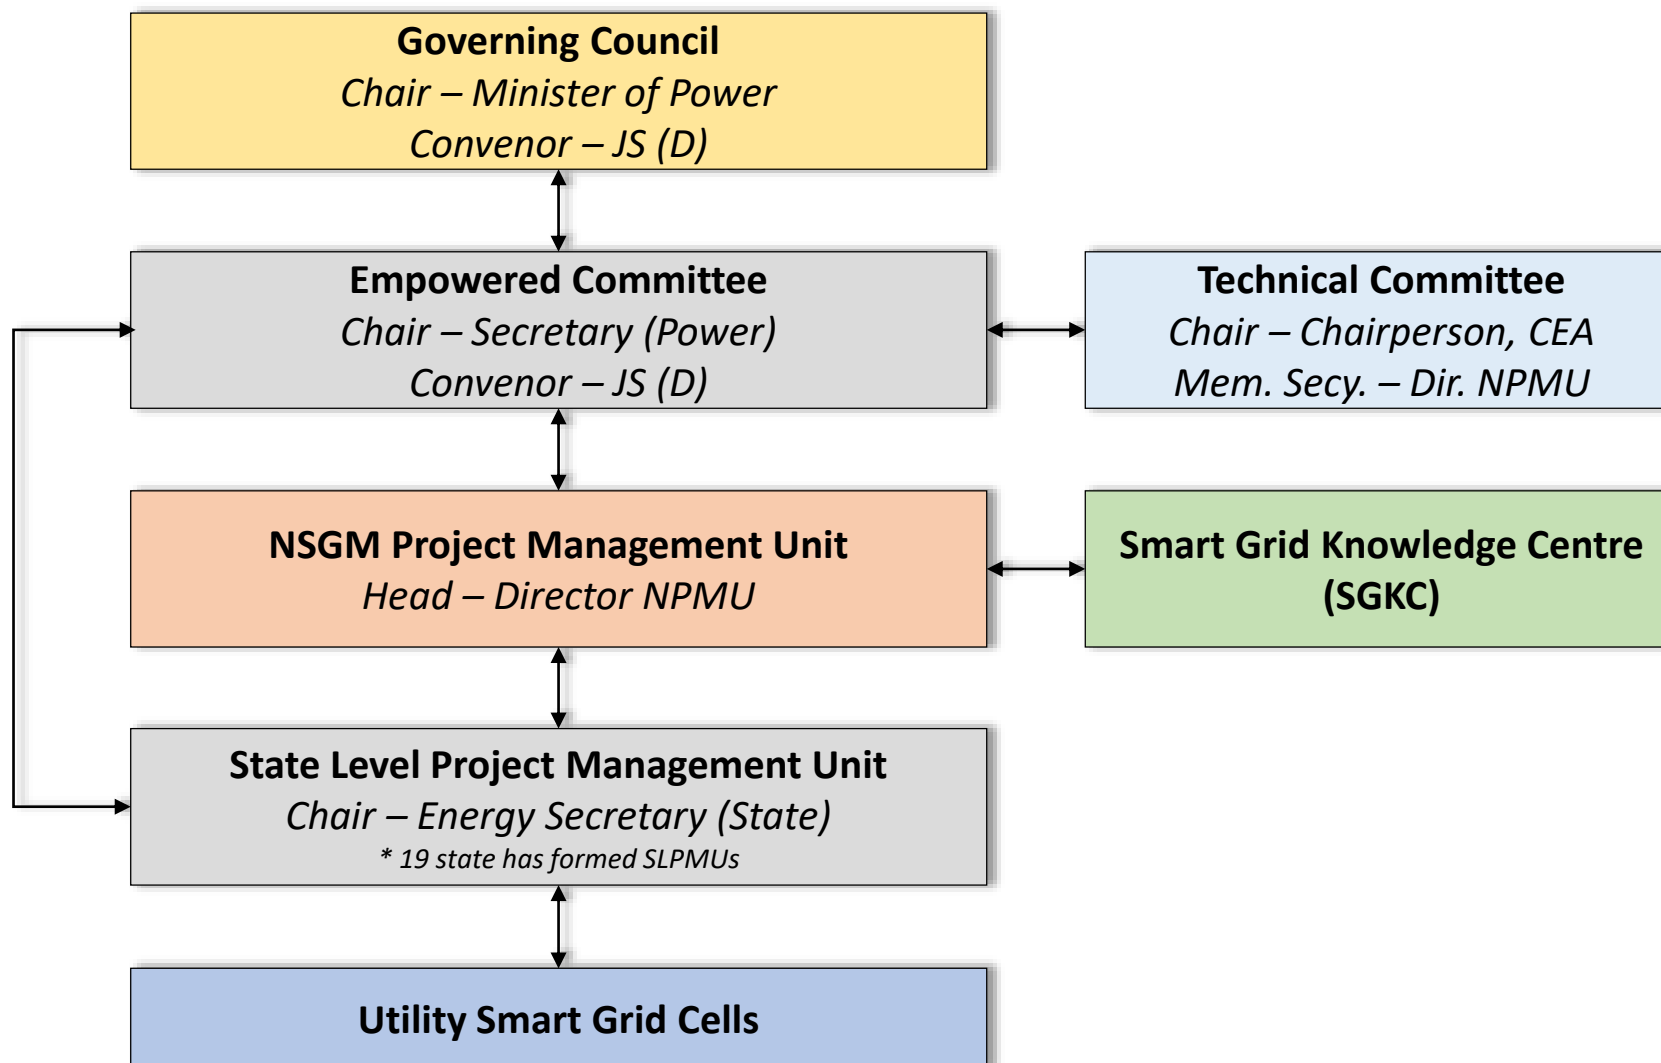 Governing Council
Chair – Minister of Power
Convenor – JS (D)
Empowered Committee
Chair – Secretary (Power)
Convenor – JS (D)
Technical Committee
Chair – Chairperson, CEA
Mem. Secy. – Dir. NPMU
NSGM Project Management Unit
Head – Director NPMU
Smart Grid Knowledge Centre
(SGKC)
State Level Project Management Unit
Chair – Energy Secretary (State)
* 19 state has formed SLPMUs
Utility Smart Grid Cells